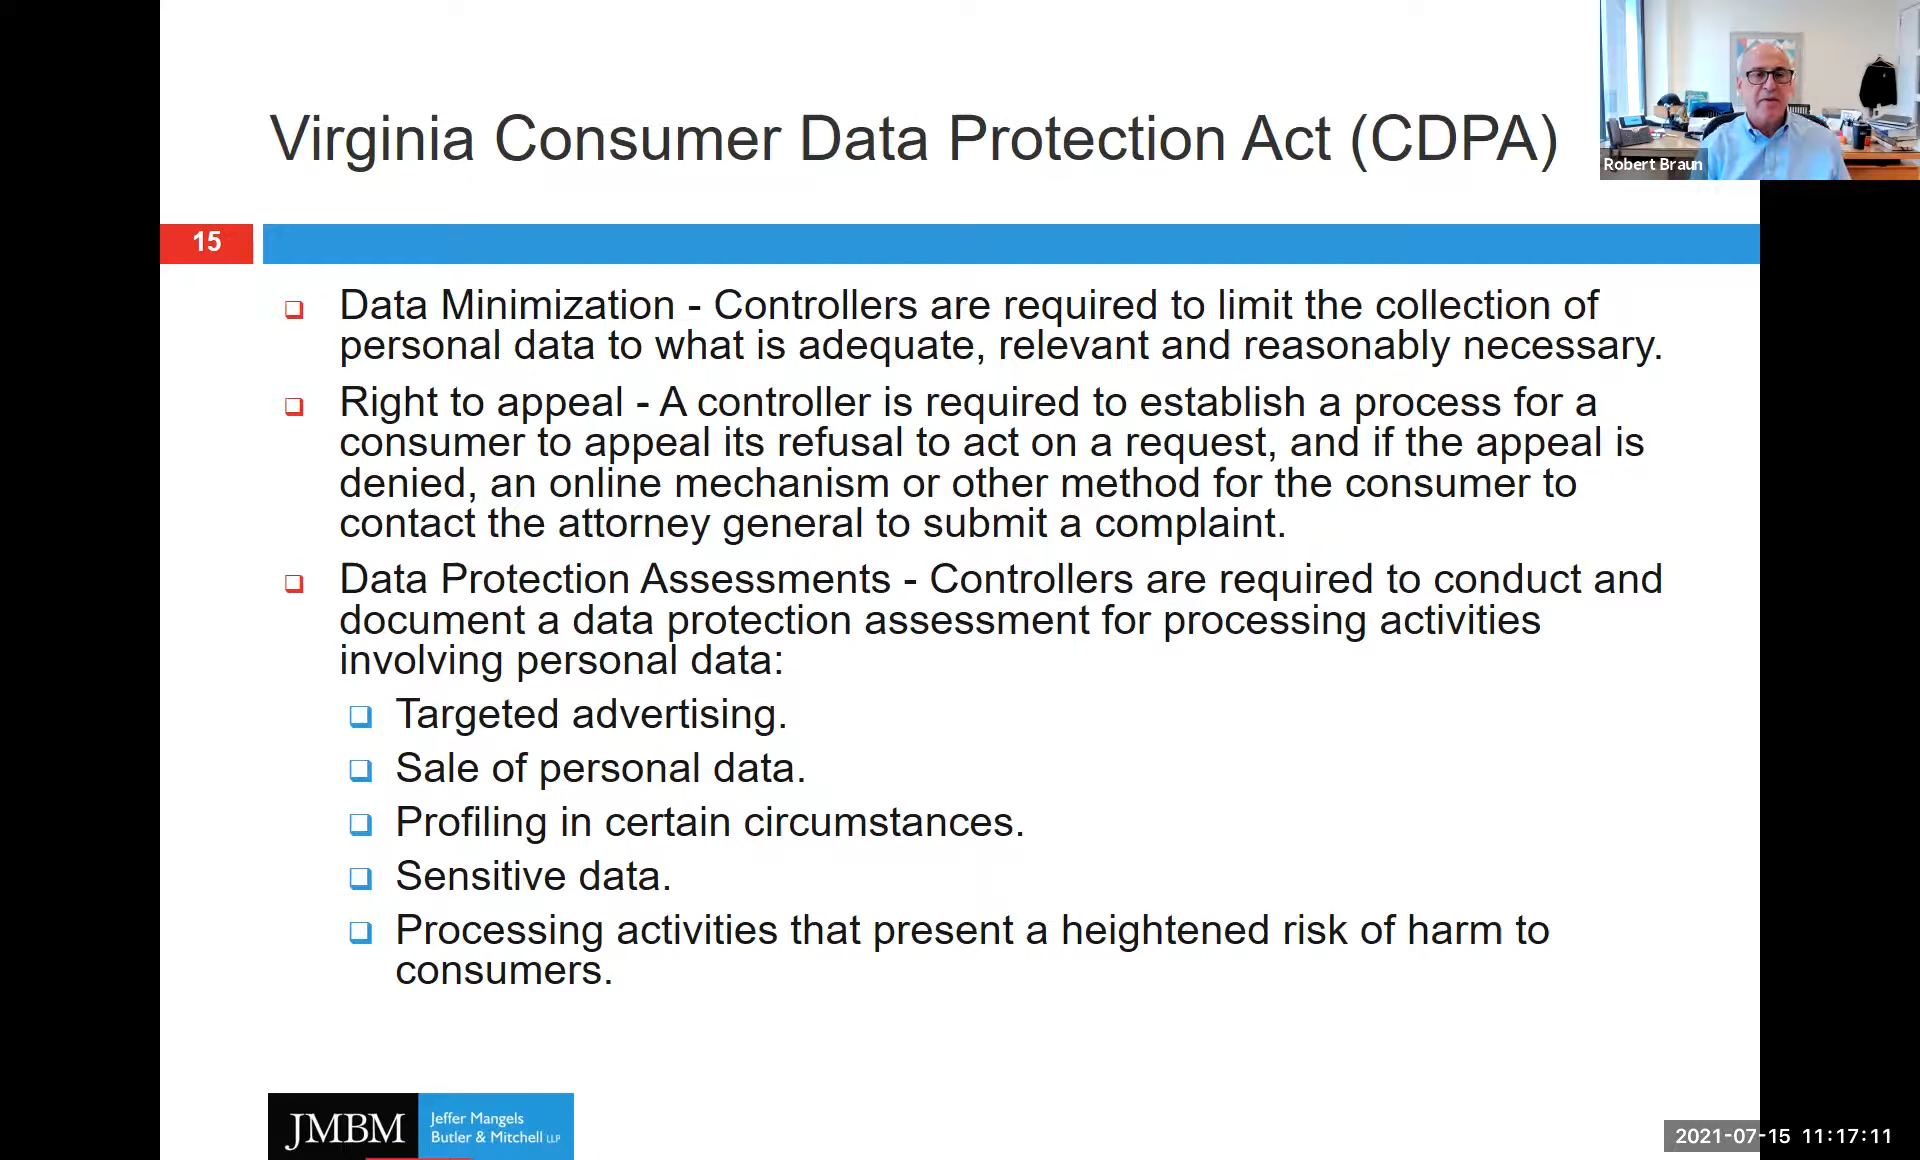 Virginia Consumer Data Protection Act (CDPA)
Robert Braun
15
Data Minimization - Controllers are required to limit the collection of
personal data to what is adequate, relevant and reasonably necessary.
Right to appeal - A controller is required to establish a process for a
consumer to appeal its refusal to act on a request, and if the appeal is
denied, an online mechanism or other method for the consumer to
contact the attorney general to submit a complaint.
Data Protection Assessments - Controllers are required to conduct and
document a data protection assessment for processing activities
involving personal data:
Targeted advertising.
Sale of personal data.
Profiling in certain circumstances.
Sensitive data.
Processing activities that present a heightened risk of harm to
consumers.
JMBM
Jeffer Mangels
Butler & Mitchell LLP
2021-07-15 11:17:11